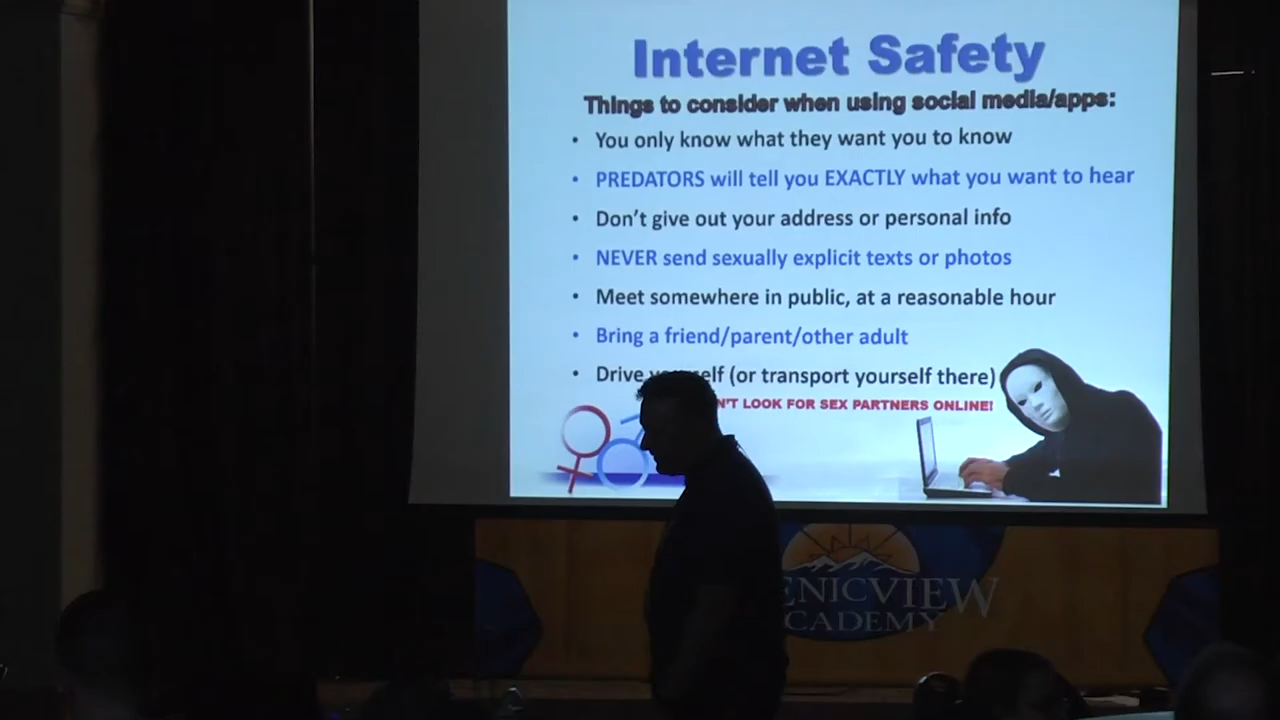 Internet Safety
Things to consider when using social media/apps:
• You only know what they want you to know
• PREDATORS will tell you EXACTLY what you want to hear
• Don't give out your address or personal info
• NEVER send sexually explicit texts or photos
• Meet somewhere in public, at a reasonable hour
• Bring a friend/parent/other adult
• Drive (or transport yourself there)
LOOK FOR SEX PARTNERS ONLINE!
ENICVIEW
CADEMY